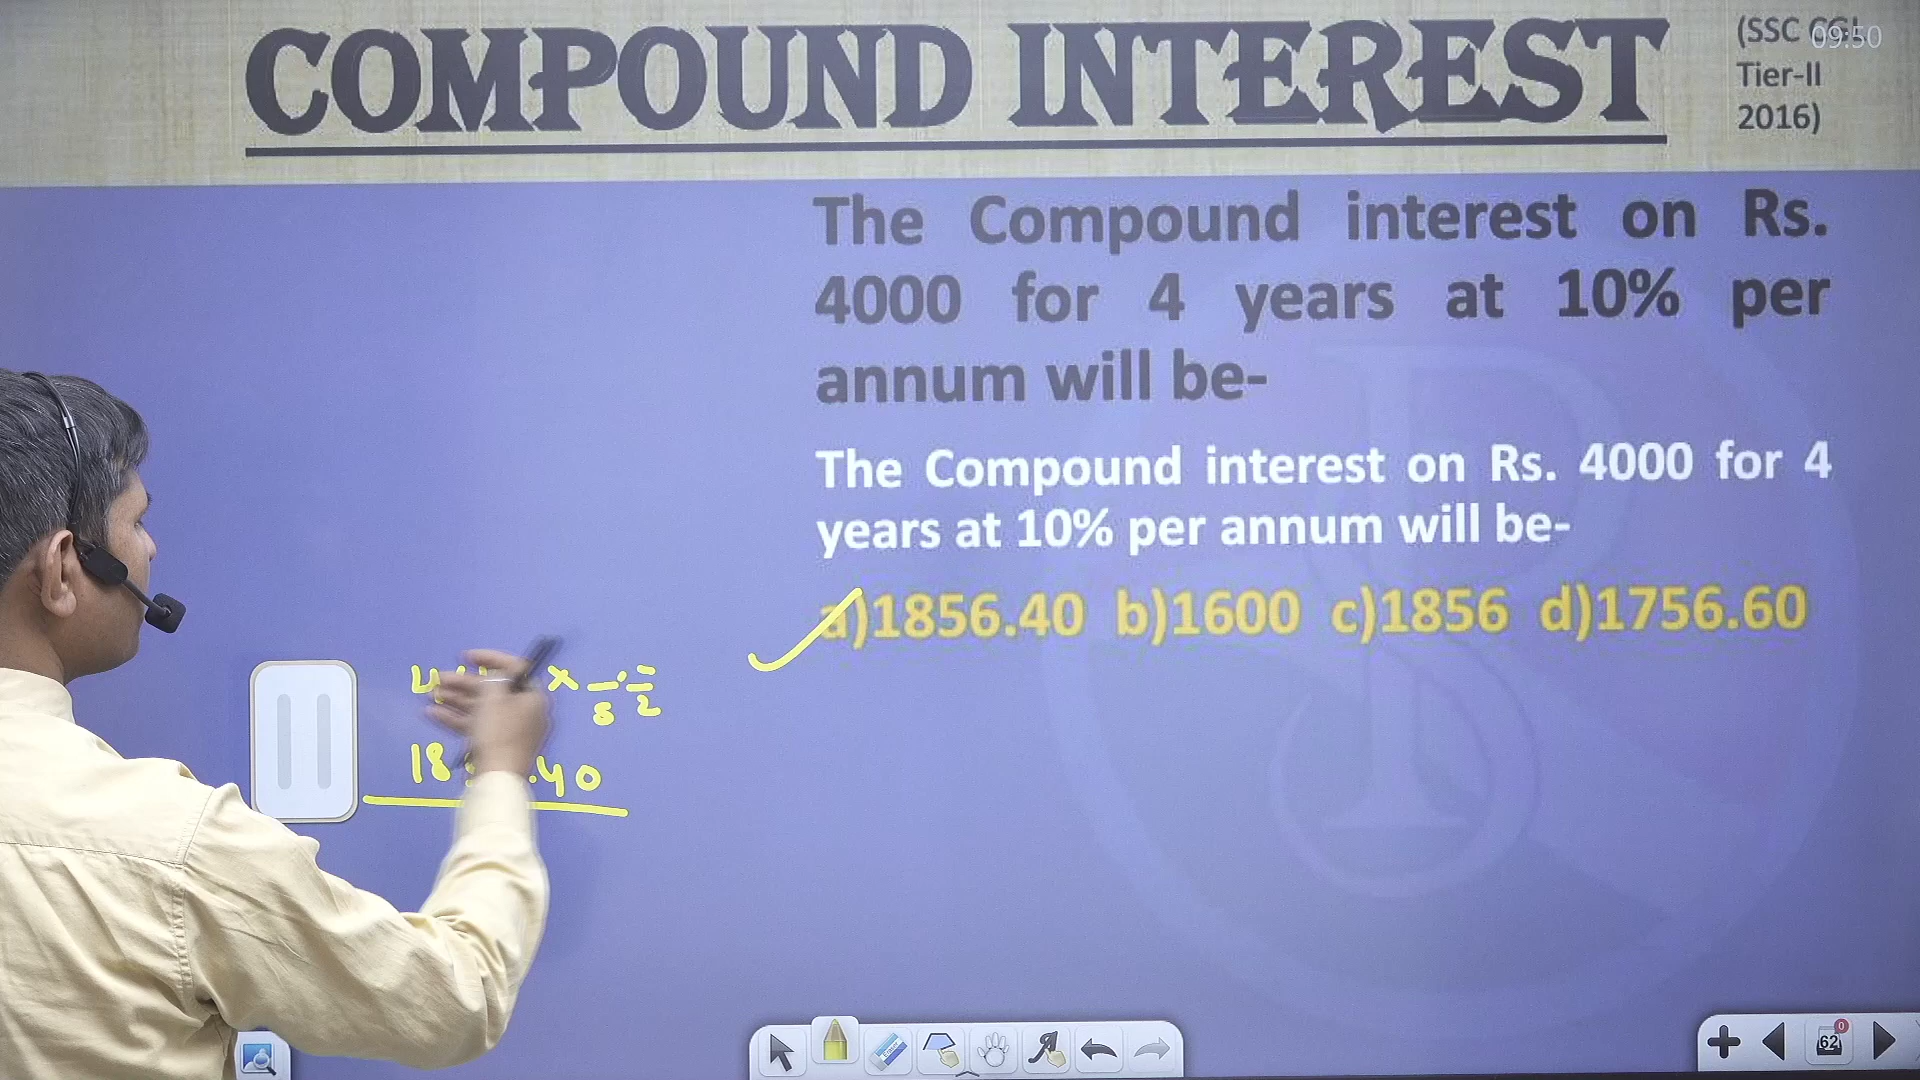 COMPOUND INTEREST
(SSC CGL
Tier-II
2016)
09:50
The Compound interest on Rs.
4000 for 4 years at 10% per
annum will be-
The Compound interest on Rs. 4000 for 4
years at 10% per annum will be-
a)1856.40 b)1600 c)1856 d)1756.60
×
.40
62
0